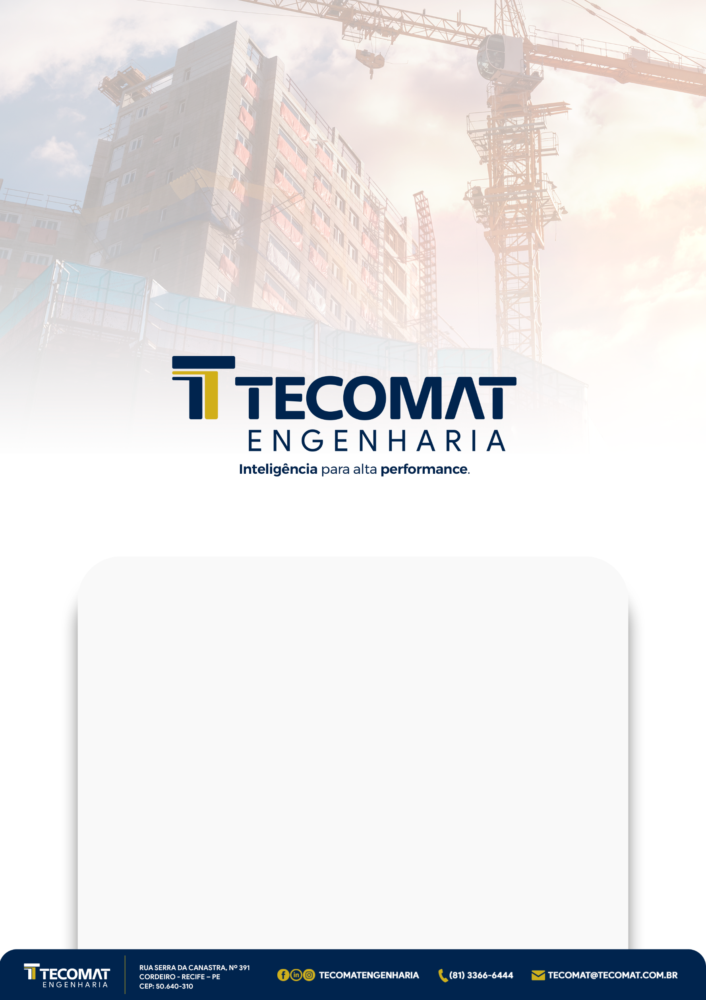 TECOMAT
ENGENHARIA
Inteligência para alta performance.
TECOMAT
ENGENHARIA
RUA SERRA DA CANASTRA, Nº 391
CORDEIRO - RECIFE – PE
CEP: 50.640-310
TECOMATENGENHARIA
(81) 3366-6444
TECOMAT@TECOMAT.COM.BR